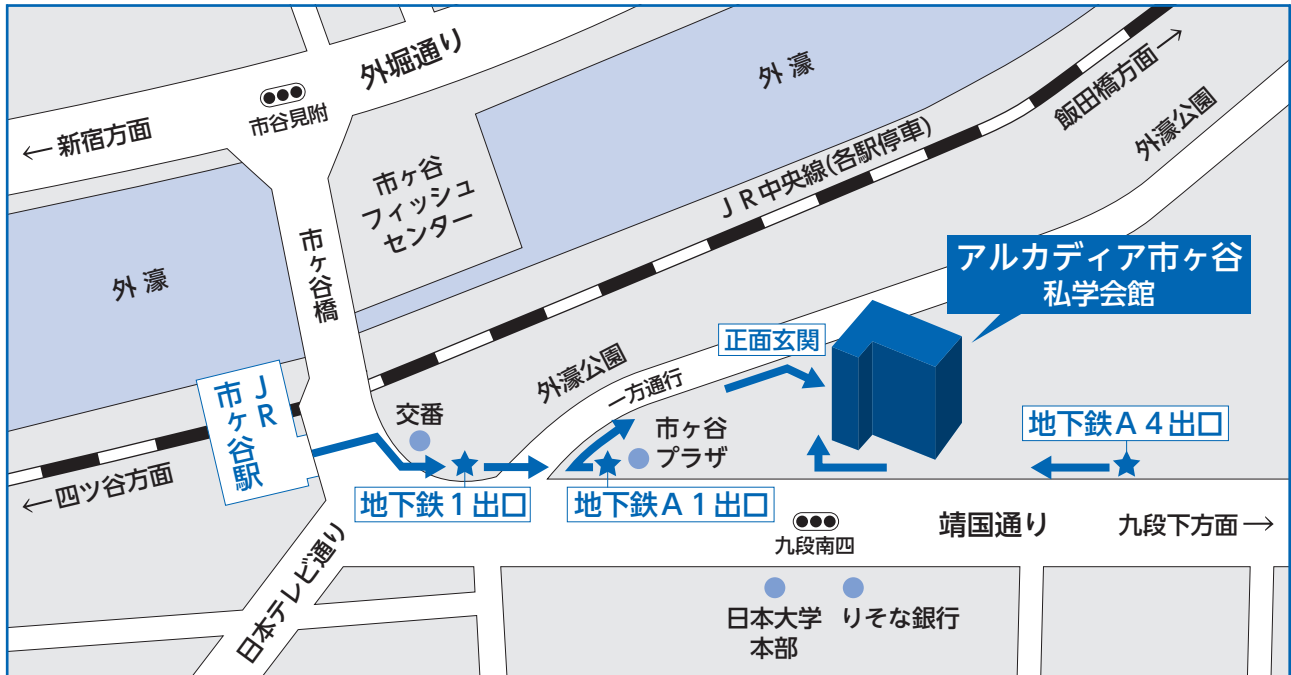 外堀通り
外濠
飯田橋方面→
市谷見附
←新宿方面
外濠公園
JR中央線(各駅停車)
市ヶ谷
フィッシュ
センター
市ヶ谷橋
外濠
アルカディア市ヶ谷
私学会館
正面玄関
外濠公園
一方通行
JR
市ヶ谷駅
交番
市ヶ谷
プラザ
地下鉄A4出口
←四ツ谷方面
地下鉄1出口
地下鉄A1出口
九段南四
靖国通り
九段下方面→
日本テレビ通り
日本大学
本部
りそな銀行